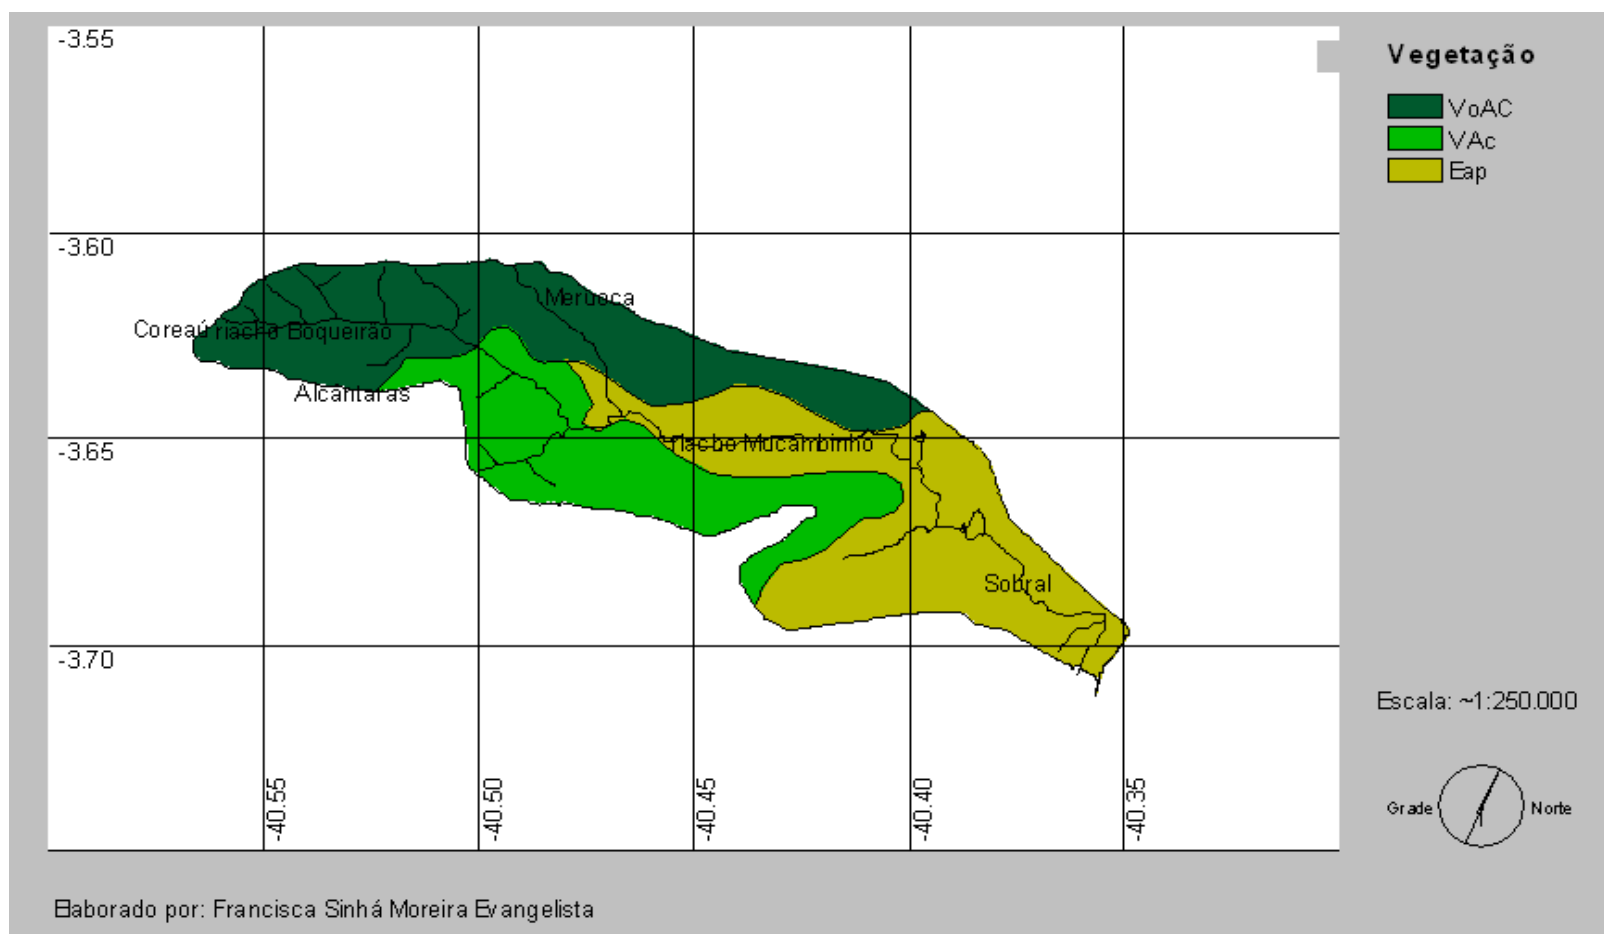 -3.55
Vegetação
VoAC
VAc
Eap
-3.60
Meruoca
Coreaú riacho Boqueirão
Alcântaras
riacho Mucambinho
-3.65
Sobral
-3.70
Escala: ~1:250.000
-40.55
-40.50
-40.45
-40.40
-40.35
Grade
Norte
Elaborado por: Francisca Sinhá Moreira Evangelista